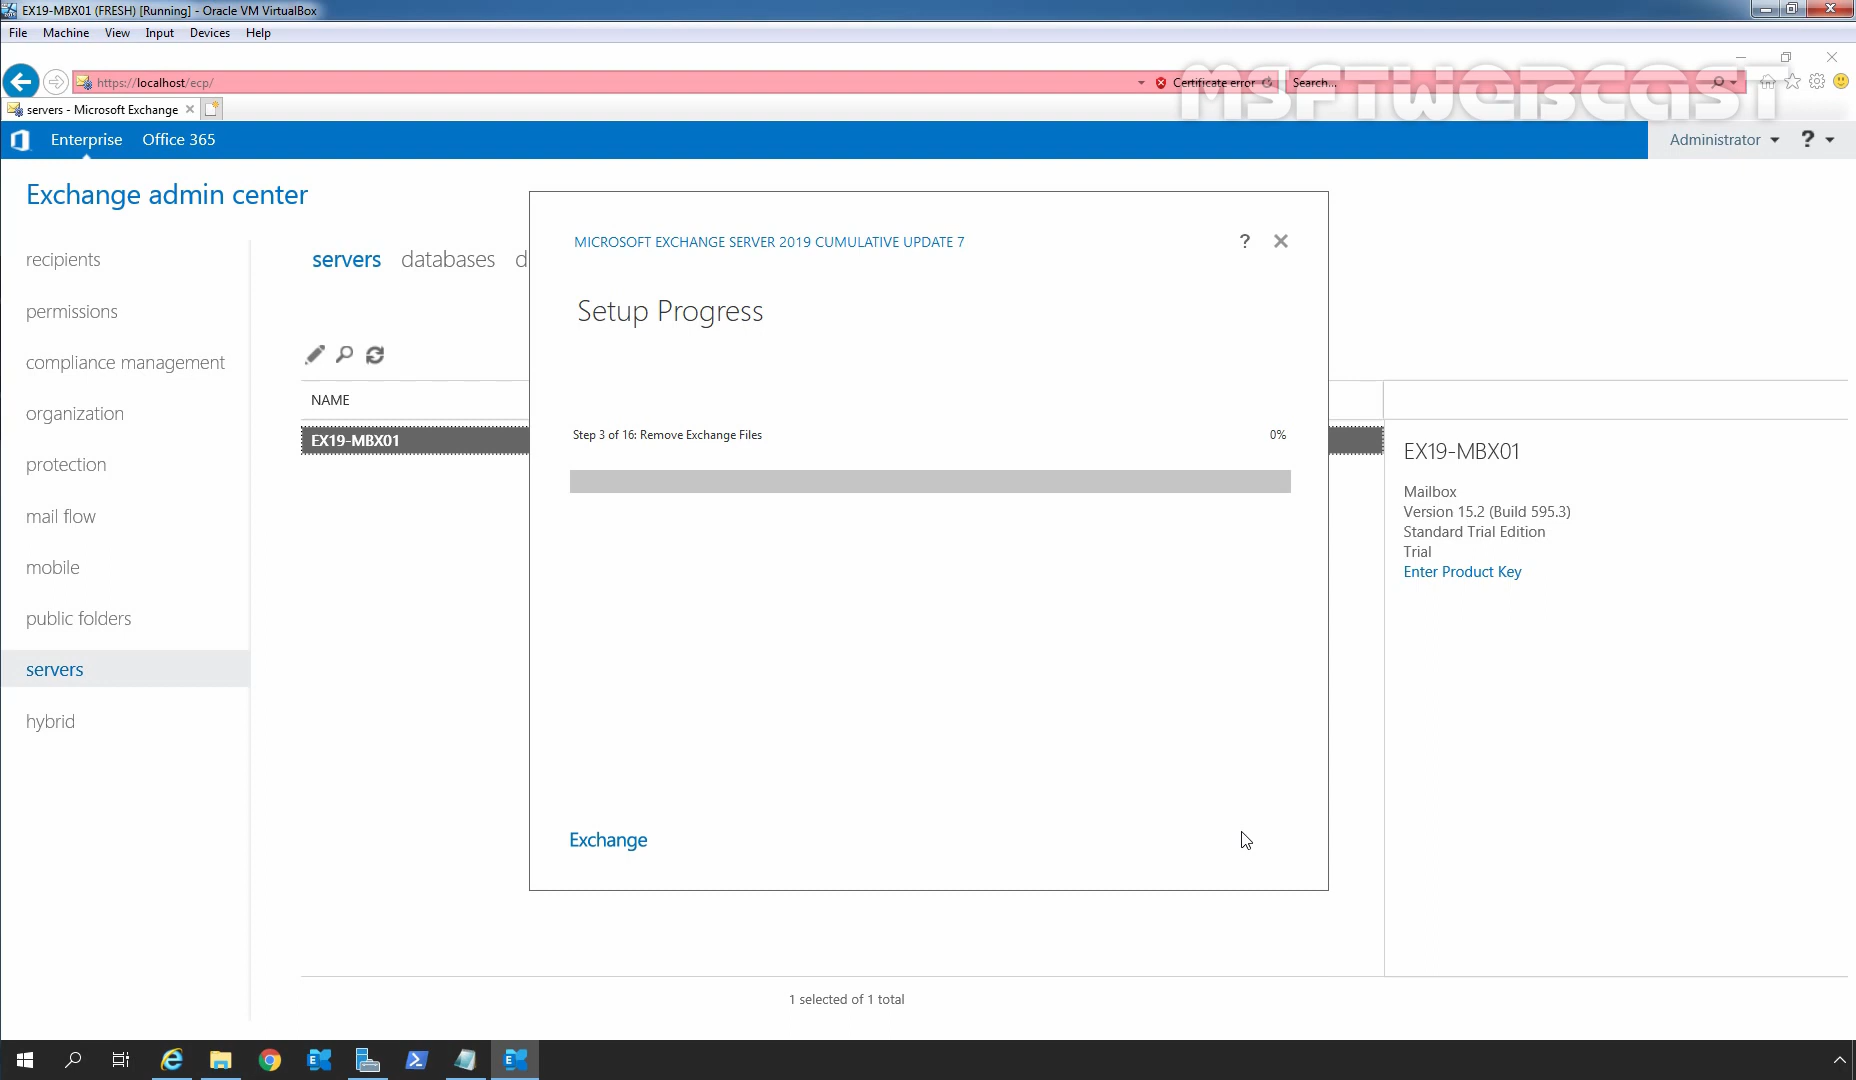 EX19-MBX01 (FRESH) [Running] - Oracle VM VirtualBox
File Machine View Input Devices Help
https://localhost/ecp/
Certificate error
Search...
servers - Microsoft Exchange
MSFTWEBCAST
Enterprise Office 365
Administrator ?
Exchange admin center
recipients
permissions
compliance management
organization
protection
mail flow
mobile
public folders
servers
hybrid
servers databases d
NAME
EX19-MBX01
MICROSOFT EXCHANGE SERVER 2019 CUMULATIVE UPDATE 7
?
Setup Progress
Step 3 of 16: Remove Exchange Files 0%
Exchange
EX19-MBX01
Mailbox
Version 15.2 (Build 595.3)
Standard Trial Edition
Trial
Enter Product Key
1 selected of 1 total